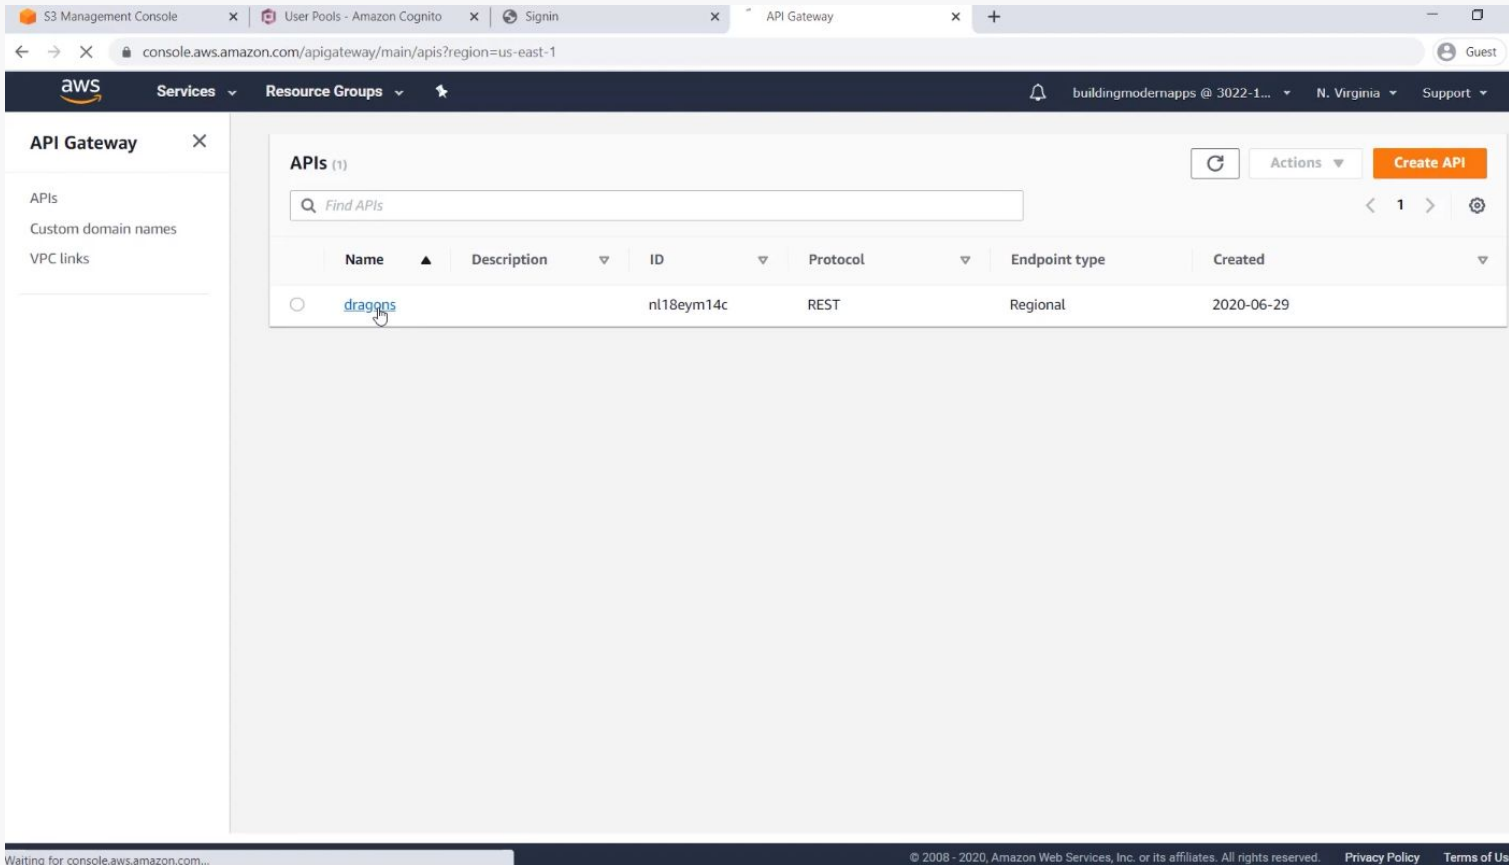 S3 Management Console
User Pools - Amazon Cognito
Signin
API Gateway
console.aws.amazon.com/apigateway/main/apis?region=us-east-1
Guest
aws
Services
Resource Groups
buildingmodernapps @ 3022-1...
N. Virginia
Support
API Gateway
APIs
Custom domain names
VPC links
APIs (1)
Actions
Create API
Find APIs
1
Name Description ID Protocol Endpoint type Created
dragons nl18eym14c REST Regional 2020-06-29
Waiting for console.aws.amazon.com...
© 2008 - 2020, Amazon Web Services, Inc. or its affiliates. All rights reserved. Privacy Policy Terms of Us